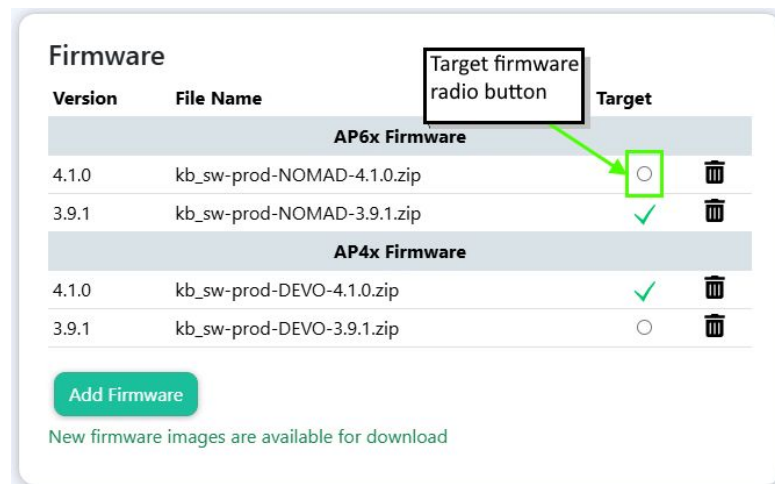 Firmware
Target firmware
radio button
Version File Name Target
AP6x Firmware
4.1.0 kb_sw-prod-NOMAD-4.1.0.zip
3.9.1 kb_sw-prod-NOMAD-3.9.1.zip
AP4x Firmware
4.1.0 kb_sw-prod-DEVO-4.1.0.zip
3.9.1 kb_sw-prod-DEVO-3.9.1.zip
Add Firmware
New firmware images are available for download